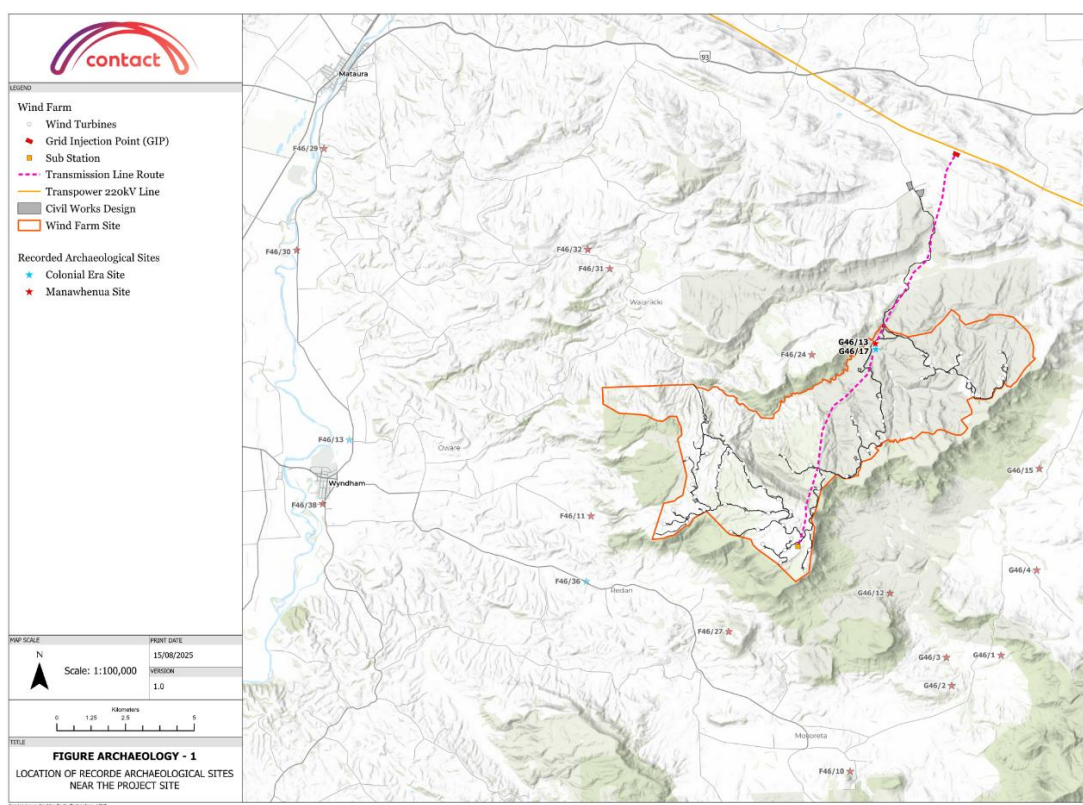 contact
LEGEND
Wind Farm
Wind Turbines
Grid Injection Point (GIP)
Sub Station
Transmission Line Route
Transpower 220kV Line
Civil Works Design
Wind Farm Site
Recorded Archaeological Sites
Colonial Era Site
Manawhenua Site
MAP SCALE
N
Scale: 1:100,000
PRINT DATE
15/08/2025
VERSION
1.0
Kilometers
0 1.25 2.5 5
TITLE
FIGURE ARCHAEOLOGY - 1
LOCATION OF RECORDE ARCHAEOLOGICAL SITES
NEAR THE PROJECT SITE
93
Mataura
F46/29
F46/30
F46/32
F46/31
Waiarikiki
G46/13
G46/17
F46/24
F46/13
Oware
G46/15
Wyndham
F46/38
F46/11
G46/4
F46/36
Redan
G46/12
F46/27
G46/3
G46/1
G46/2
Mokoreta
F46/10